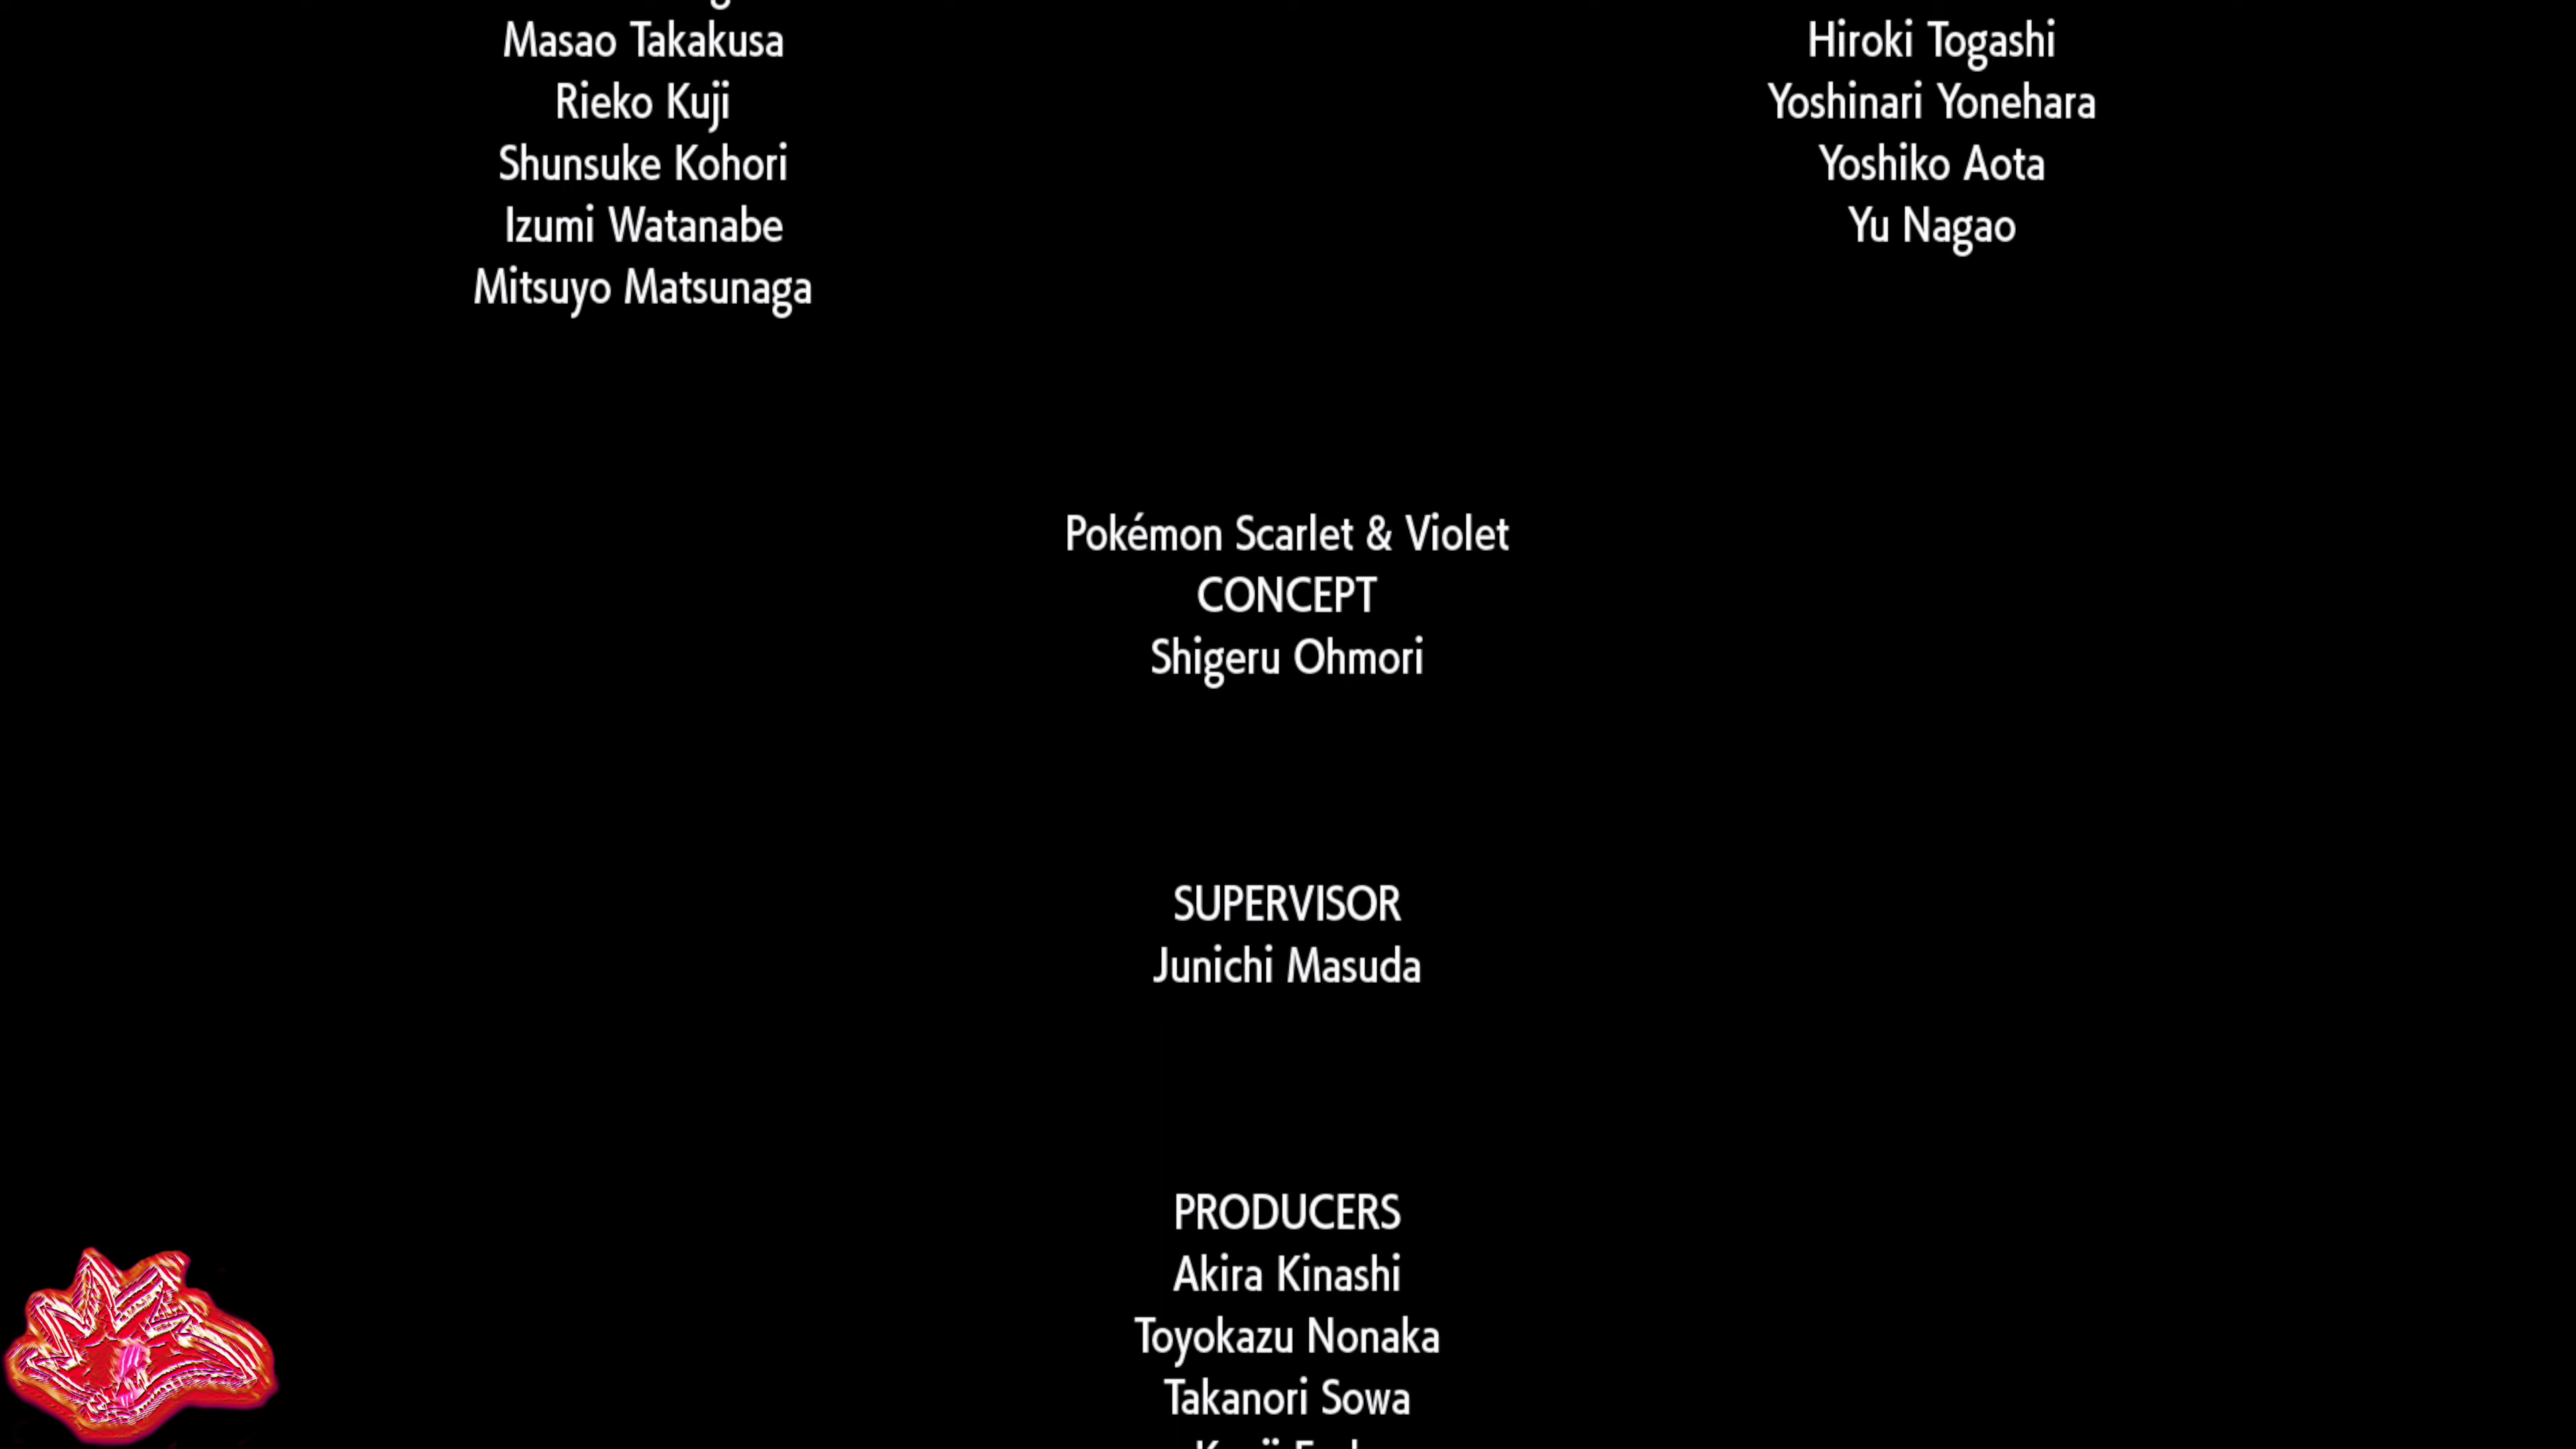 Masao Takakusa
Rieko Kuji
Shunsuke Kohori
Izumi Watanabe
Mitsuyo Matsunaga
Hiroki Togashi
Yoshinari Yonehara
Yoshiko Aota
Yu Nagao
Pokémon Scarlet & Violet
CONCEPT
Shigeru Ohmori
SUPERVISOR
Junichi Masuda
PRODUCERS
Akira Kinashi
Toyokazu Nonaka
Takanori Sowa